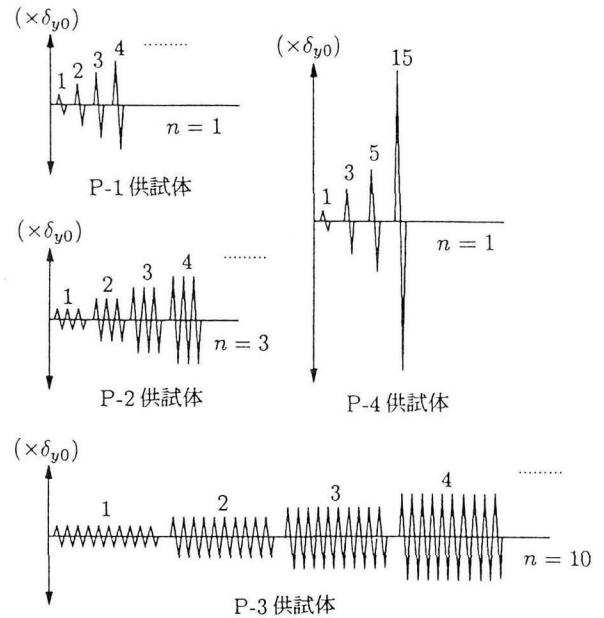 (×δy0)
1 2 3 4 ········
n = 1
P-1 供試体
(×δy0)
1 2 3 4 ········
n = 3
P-2 供試体
(×δy0)
1 3 5 15
n = 1
P-4 供試体
(×δy0)
1 2 3 4 ········
n = 10
P-3 供試体